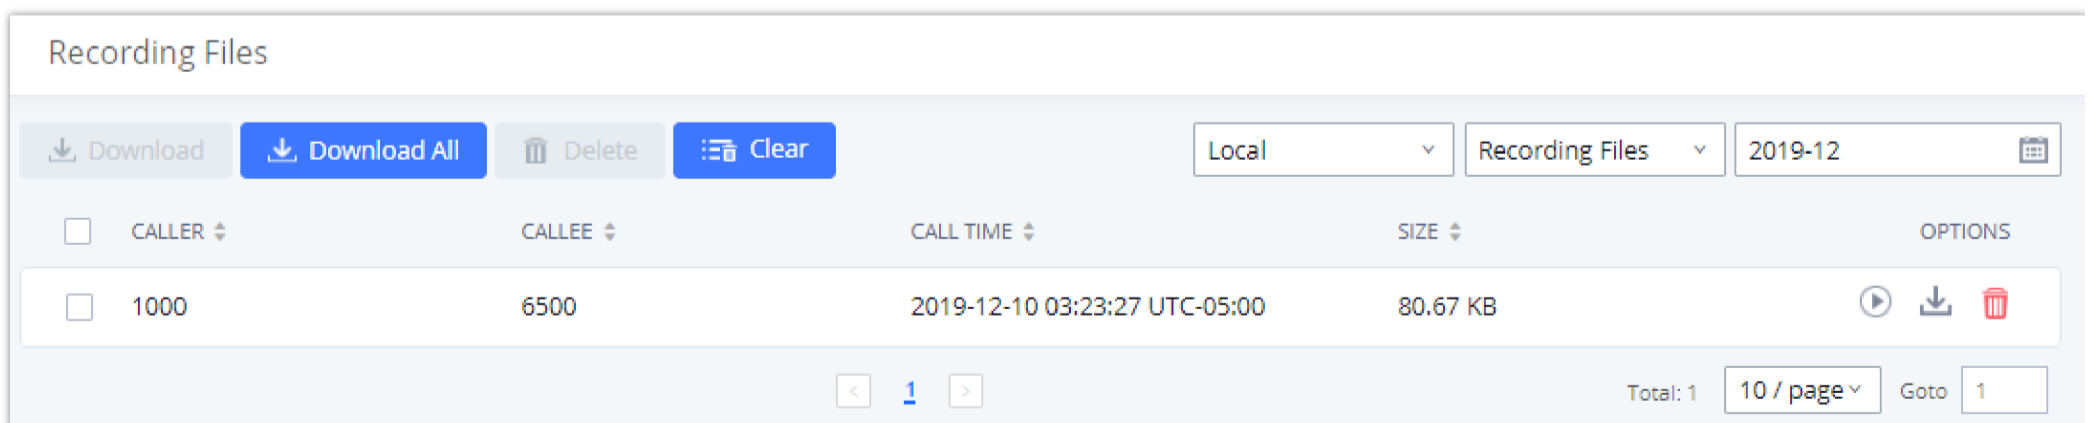 Recording Files
Download Download All Delete Clear Local Recording Files 2019-12
CALLER CALLEE CALL TIME SIZE OPTIONS
1000 6500 2019-12-10 03:23:27 UTC-05:00 80.67 KB
< 1 > Total: 1 10 / page Goto 1